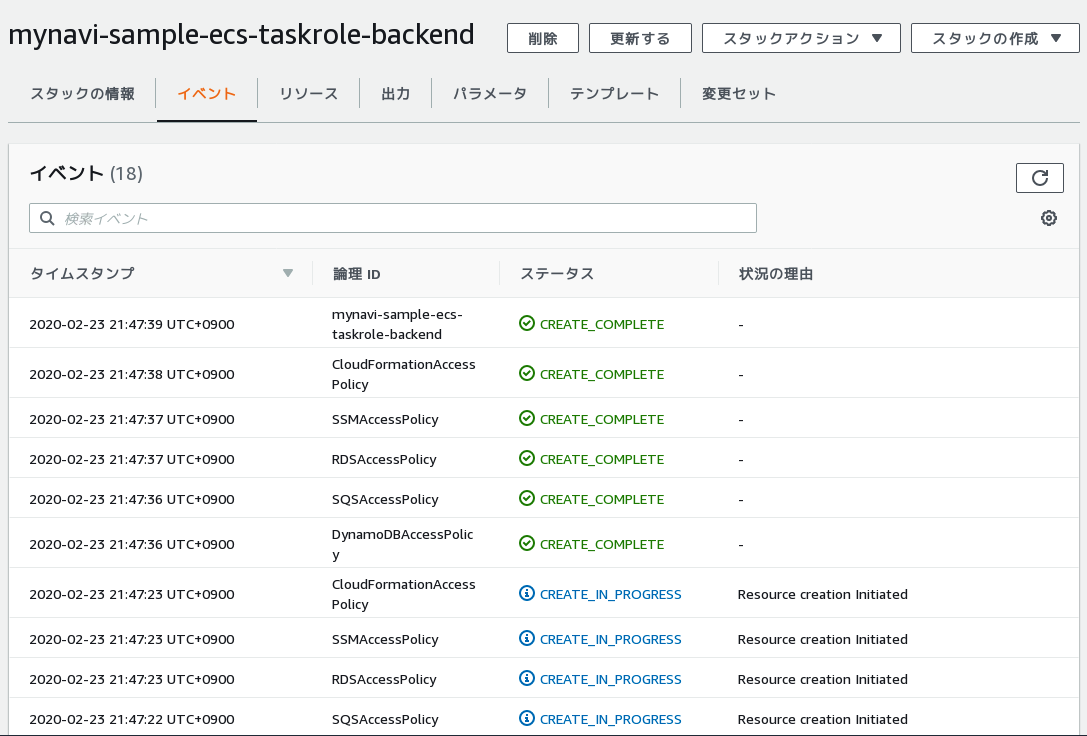 mynavi-sample-ecs-taskrole-backend
削除
更新する
スタックアクション ▼
スタックの作成 ▼
スタックの情報
イベント
リソース
出力
パラメータ
テンプレート
変更セット
イベント (18)
検索イベント
タイムスタンプ ▼
論理 ID
ステータス
状況の理由
2020-02-23 21:47:39 UTC+0900
mynavi-sample-ecs-
taskrole-backend
CREATE_COMPLETE
-
2020-02-23 21:47:38 UTC+0900
CloudFormationAccess
Policy
CREATE_COMPLETE
-
2020-02-23 21:47:37 UTC+0900
SSMAccessPolicy
CREATE_COMPLETE
-
2020-02-23 21:47:37 UTC+0900
RDSAccessPolicy
CREATE_COMPLETE
-
2020-02-23 21:47:36 UTC+0900
SQSAccessPolicy
CREATE_COMPLETE
-
2020-02-23 21:47:36 UTC+0900
DynamoDBAccessPolic
y
CREATE_COMPLETE
-
2020-02-23 21:47:23 UTC+0900
CloudFormationAccess
Policy
CREATE_IN_PROGRESS
Resource creation Initiated
2020-02-23 21:47:23 UTC+0900
SSMAccessPolicy
CREATE_IN_PROGRESS
Resource creation Initiated
2020-02-23 21:47:23 UTC+0900
RDSAccessPolicy
CREATE_IN_PROGRESS
Resource creation Initiated
2020-02-23 21:47:22 UTC+0900
SQSAccessPolicy
CREATE_IN_PROGRESS
Resource creation Initiated